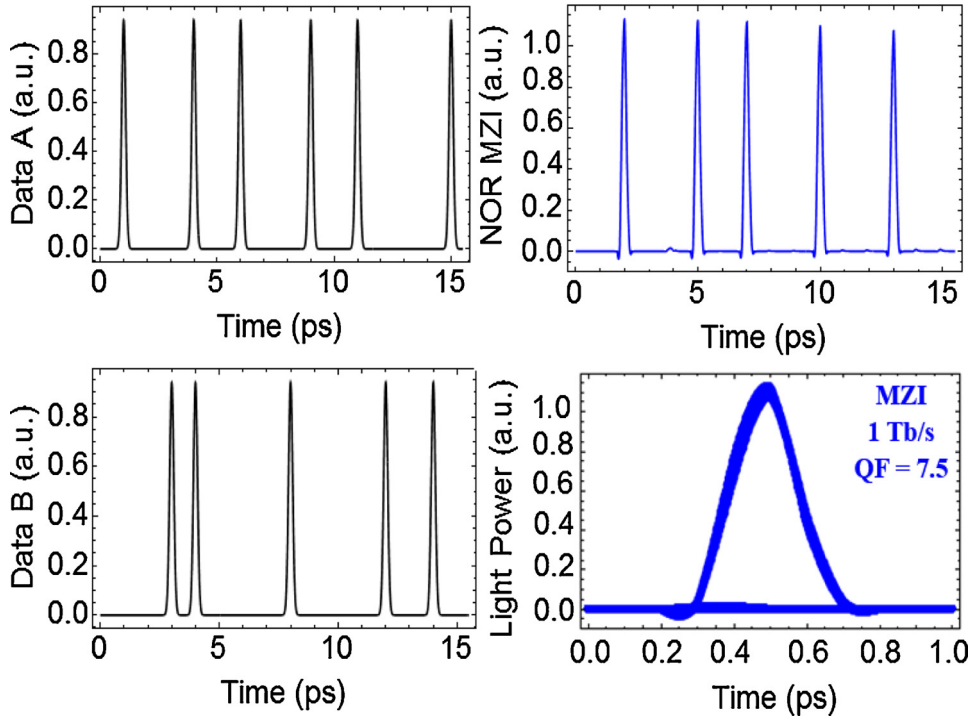 Data A (a.u.)
0.8
0.6
0.4
0.2
0.0
0 5 10 15
Time (ps)
NOR MZI (a.u.)
1.0
0.8
0.6
0.4
0.2
0.0
0 5 10 15
Time (ps)
Data B (a.u.)
0.8
0.6
0.4
0.2
0.0
0 5 10 15
Time (ps)
Light Power (a.u.)
1.0
0.8
0.6
0.4
0.2
0.0
MZI
1 Tb/s
QF = 7.5
0.0 0.2 0.4 0.6 0.8 1.0
Time (ps)